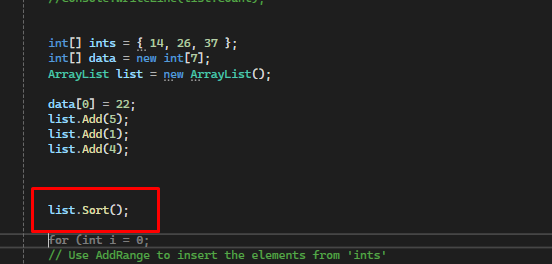 //Console.WriteLine(list.Count);
int[] ints = { 14, 26, 37 };
int[] data = new int[7];
ArrayList list = new ArrayList();
data[0] = 22;
list.Add(5);
list.Add(1);
list.Add(4);
list.Sort();
for (int i = 0;
// Use AddRange to insert the elements from 'ints'